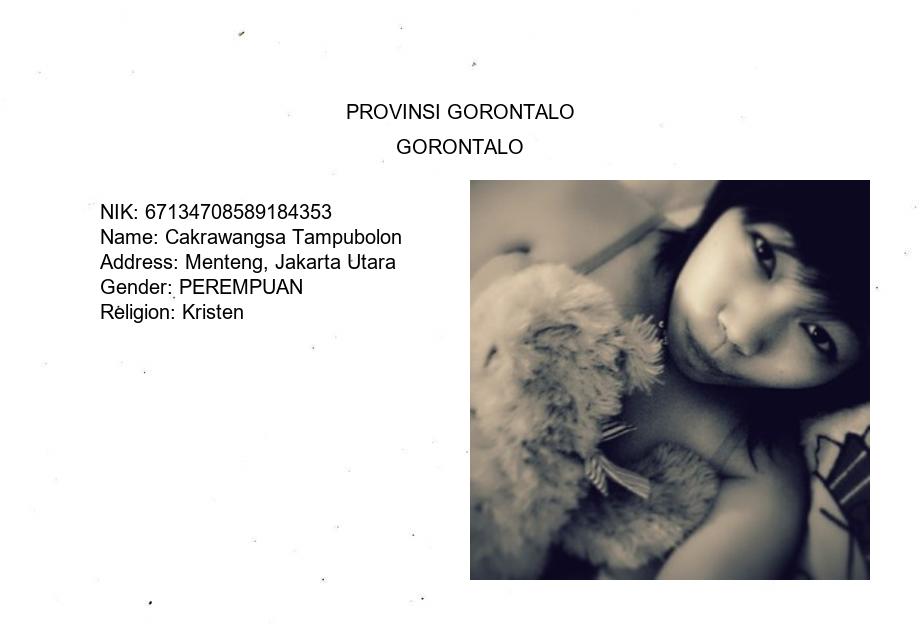 PROVINSI GORONTALO
GORONTALO
NIK: 67134708589184353
Name: Cakrawangsa Tampubolon
Address: Menteng, Jakarta Utara
Gender: PEREMPUAN
Religion: Kristen